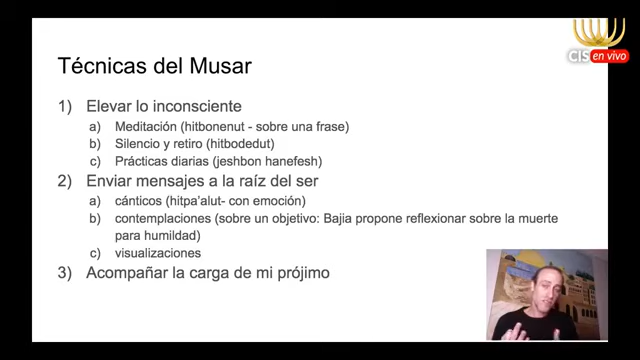 CIS en vivo
Técnicas del Musar
1) Elevar lo inconsciente
a) Meditación (hitbonenut - sobre una frase)
b) Silencio y retiro (hitbodedut)
c) Prácticas diarias (jeshbon hanefesh)
2) Enviar mensajes a la raíz del ser
a) cánticos (hitpa'alut- con emoción)
b) contemplaciones (sobre un objetivo: Bajia propone reflexionar sobre la muerte
para humildad)
c) visualizaciones
3) Acompañar la carga de mi prójimo